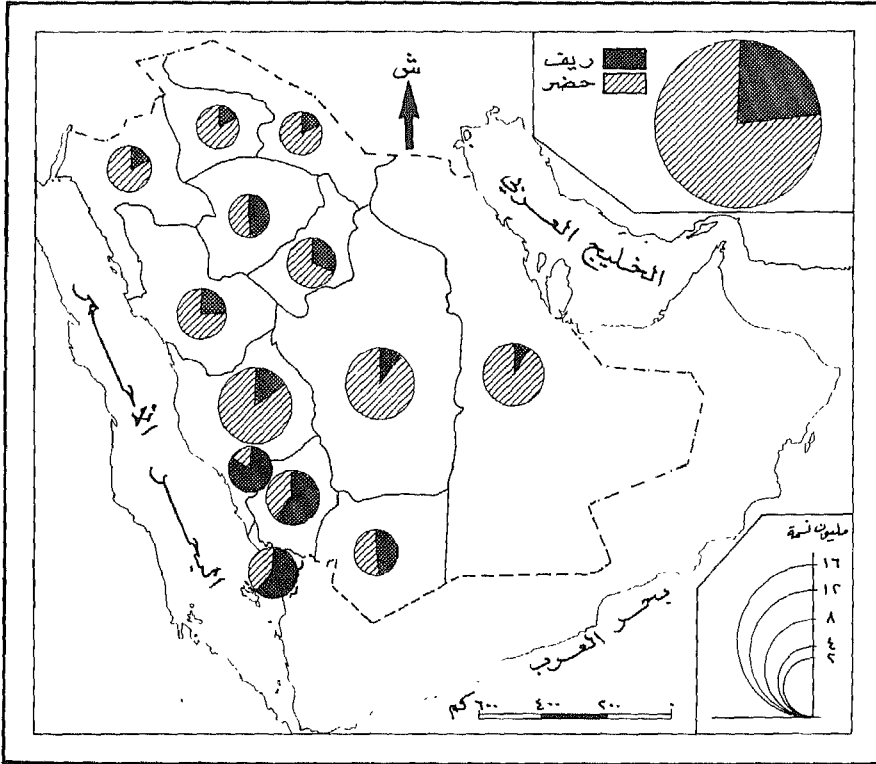 ش
ريف
حضر
الخليج العربي
البحر
الأحمر
بحر العرب
مليون نسمة
١٦
١٢
٨
٤
٢
٦٠٠ ٤٠٠ ٢٠٠ ٠
كم